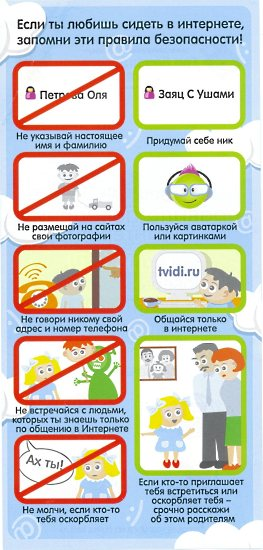 Если ты любишь сидеть в интернете,
запомни эти правила безопасности!
Петрова Оля
Заяц С Ушами
Не указывай настоящее
имя и фамилию
Придумай себе ник
Не размещай на сайтах
свои фотографии
Пользуйся аватаркой
или картинками
tvidi.ru
Не говори никому свой
адрес и номер телефона
Общайся только
в интернете
Не встречайся с людьми,
которых ты знаешь только
по общению в Интернете
Ах ты!
Не молчи, если кто-то
тебя оскорбляет
Если кто-то приглашает
тебя встретиться или
оскорбляет тебя –
срочно расскажи
об этом родителям